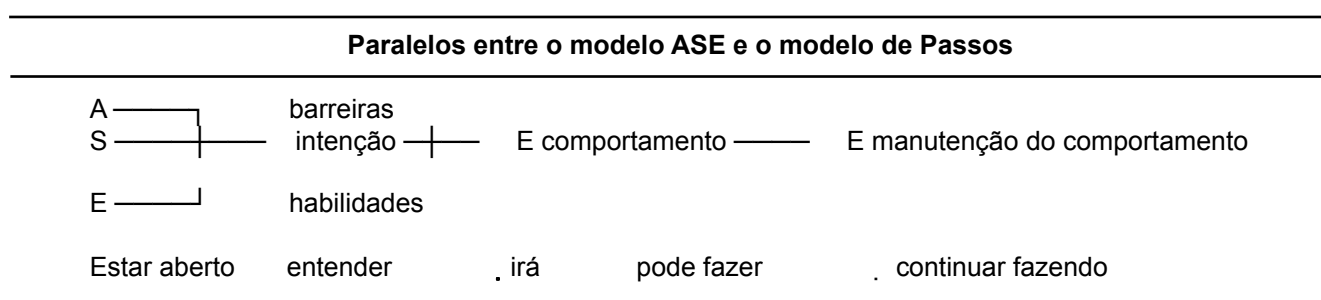 Paralelos entre o modelo ASE e o modelo de Passos
A barreiras
S intenção E comportamento E manutenção do comportamento
E habilidades
Estar aberto entender . irá pode fazer . continuar fazendo